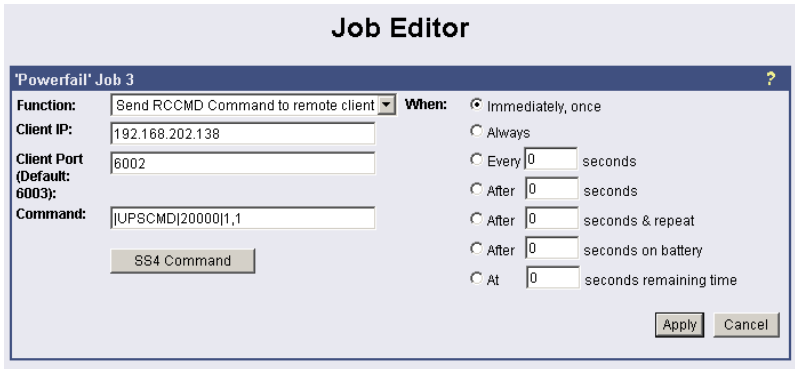 Job Editor
'Powerfail' Job 3 ?
Function: Send RCCMD Command to remote client When: Immediately, once
Client IP: 192.168.202.138 Always
Client Port (Default: 6003): 6002 Every 0 seconds
After 0 seconds
Command: |UPSCMD|20000|1,1 After 0 seconds & repeat
SS4 Command After 0 seconds on battery
At 0 seconds remaining time
Apply Cancel